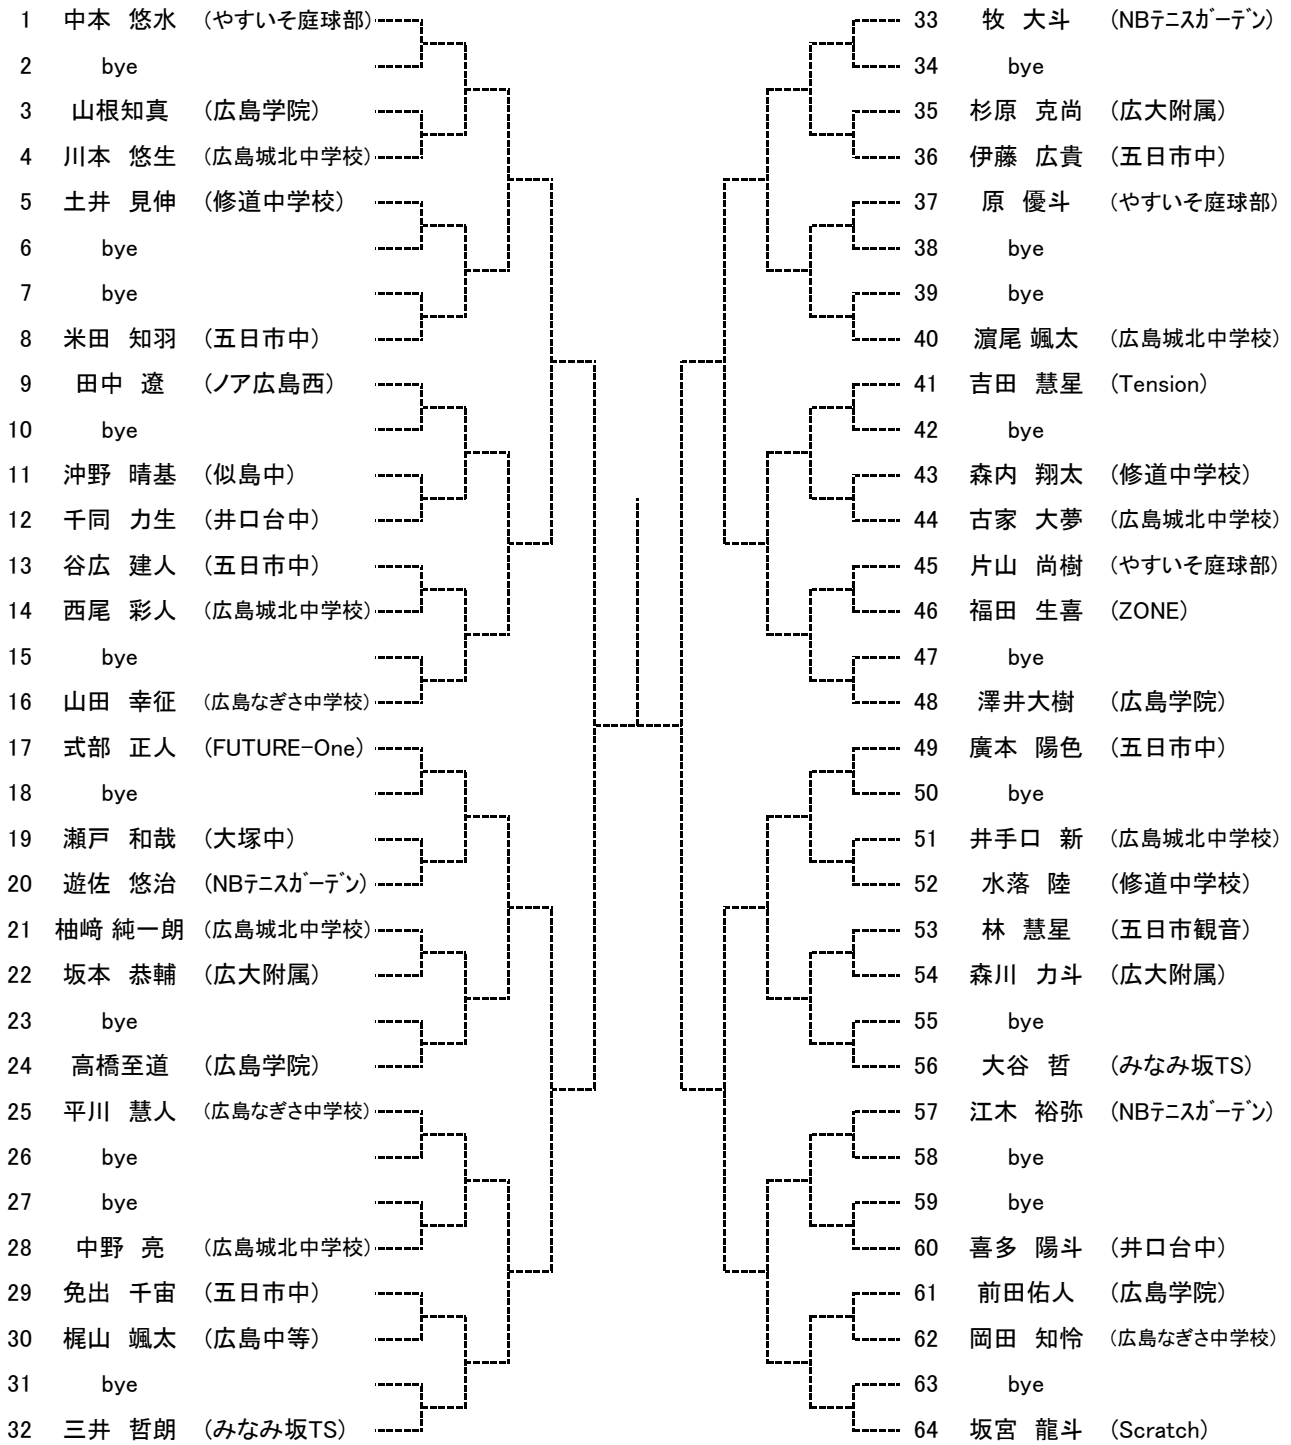 1 中本 悠水 (やすいそ庭球部)
2 bye
3 山根知真 (広島学院)
4 川本 悠生 (広島城北中学校)
5 土井 見伸 (修道中学校)
6 bye
7 bye
8 米田 知羽 (五日市中)
9 田中 遼 (ノア広島西)
10 bye
11 沖野 晴基 (似島中)
12 千同 力生 (井口台中)
13 谷広 建人 (五日市中)
14 西尾 彩人 (広島城北中学校)
15 bye
16 山田 幸征 (広島なぎさ中学校)
17 式部 正人 (FUTURE-One)
18 bye
19 瀬戸 和哉 (大塚中)
20 遊佐 悠治 (NBﾃﾆｽｶﾞｰﾃﾞﾝ)
21 柚﨑 純一朗 (広島城北中学校)
22 坂本 恭輔 (広大附属)
23 bye
24 高橋至道 (広島学院)
25 平川 慧人 (広島なぎさ中学校)
26 bye
27 bye
28 中野 亮 (広島城北中学校)
29 免出 千宙 (五日市中)
30 梶山 颯太 (広島中等)
31 bye
32 三井 哲朗 (みなみ坂TS)
33 牧 大斗 (NBﾃﾆｽｶﾞｰﾃﾞﾝ)
34 bye
35 杉原 克尚 (広大附属)
36 伊藤 広貴 (五日市中)
37 原 優斗 (やすいそ庭球部)
38 bye
39 bye
40 濵尾 颯太 (広島城北中学校)
41 吉田 慧星 (Tension)
42 bye
43 森内 翔太 (修道中学校)
44 古家 大夢 (広島城北中学校)
45 片山 尚樹 (やすいそ庭球部)
46 福田 生喜 (ZONE)
47 bye
48 澤井大樹 (広島学院)
49 廣本 陽色 (五日市中)
50 bye
51 井手口 新 (広島城北中学校)
52 水落 陸 (修道中学校)
53 林 慧星 (五日市観音)
54 森川 力斗 (広大附属)
55 bye
56 大谷 哲 (みなみ坂TS)
57 江木 裕弥 (NBﾃﾆｽｶﾞｰﾃﾞﾝ)
58 bye
59 bye
60 喜多 陽斗 (井口台中)
61 前田佑人 (広島学院)
62 岡田 知怜 (広島なぎさ中学校)
63 bye
64 坂宮 龍斗 (Scratch)